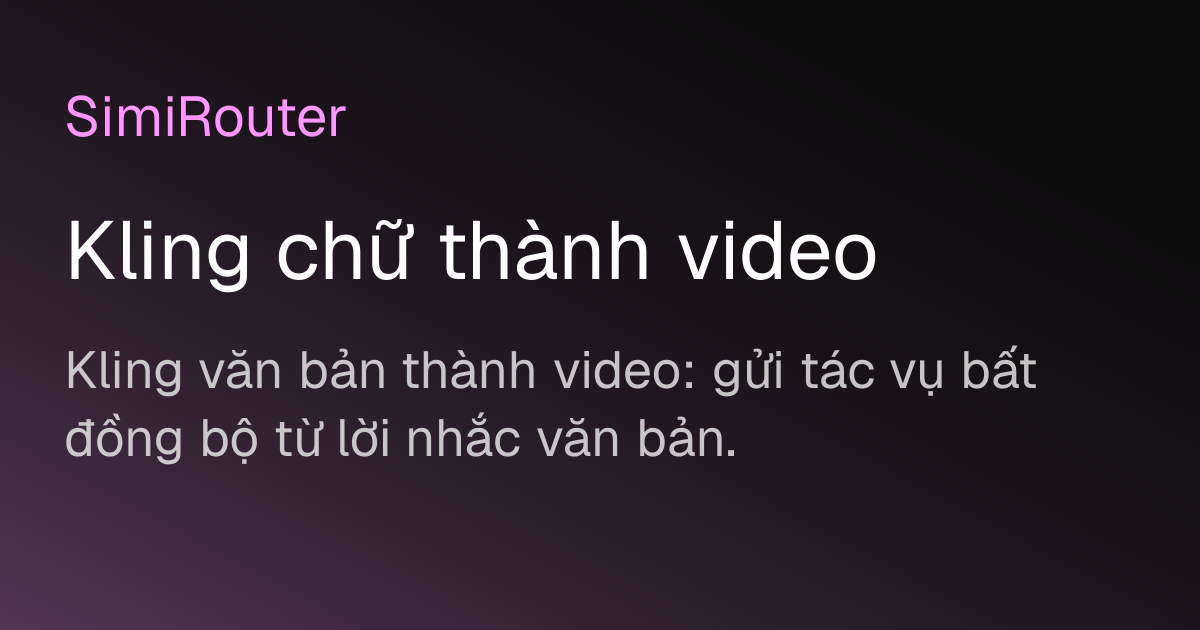 SimiRouter
Kling chữ thành video
Kling văn bản thành video: gửi tác vụ bất
đồng bộ từ lời nhắc văn bản.